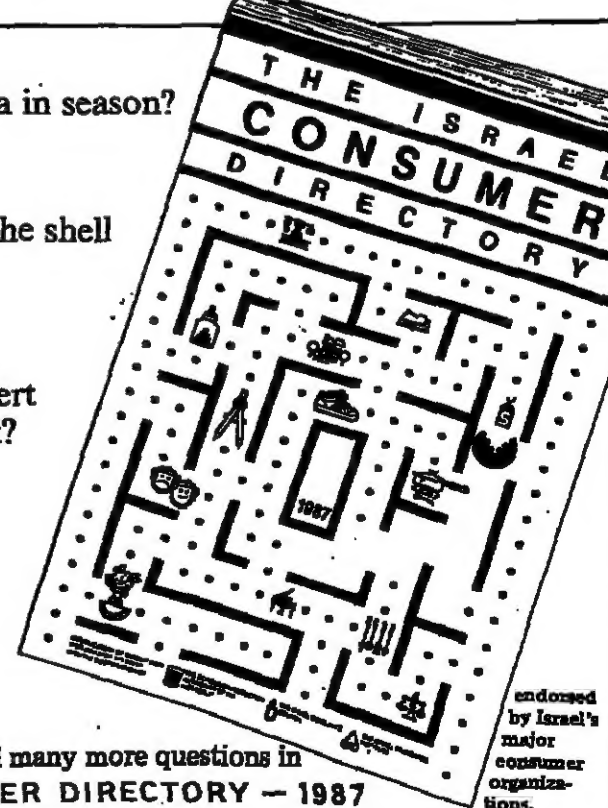 a in season?
THE ISRAEL
CONSUMER
DIRECTORY
he shell
ert
?
1987
endorsed
by Israel's
major
consumer
organiza-
tions.
many more questions in
ER DIRECTORY — 1987